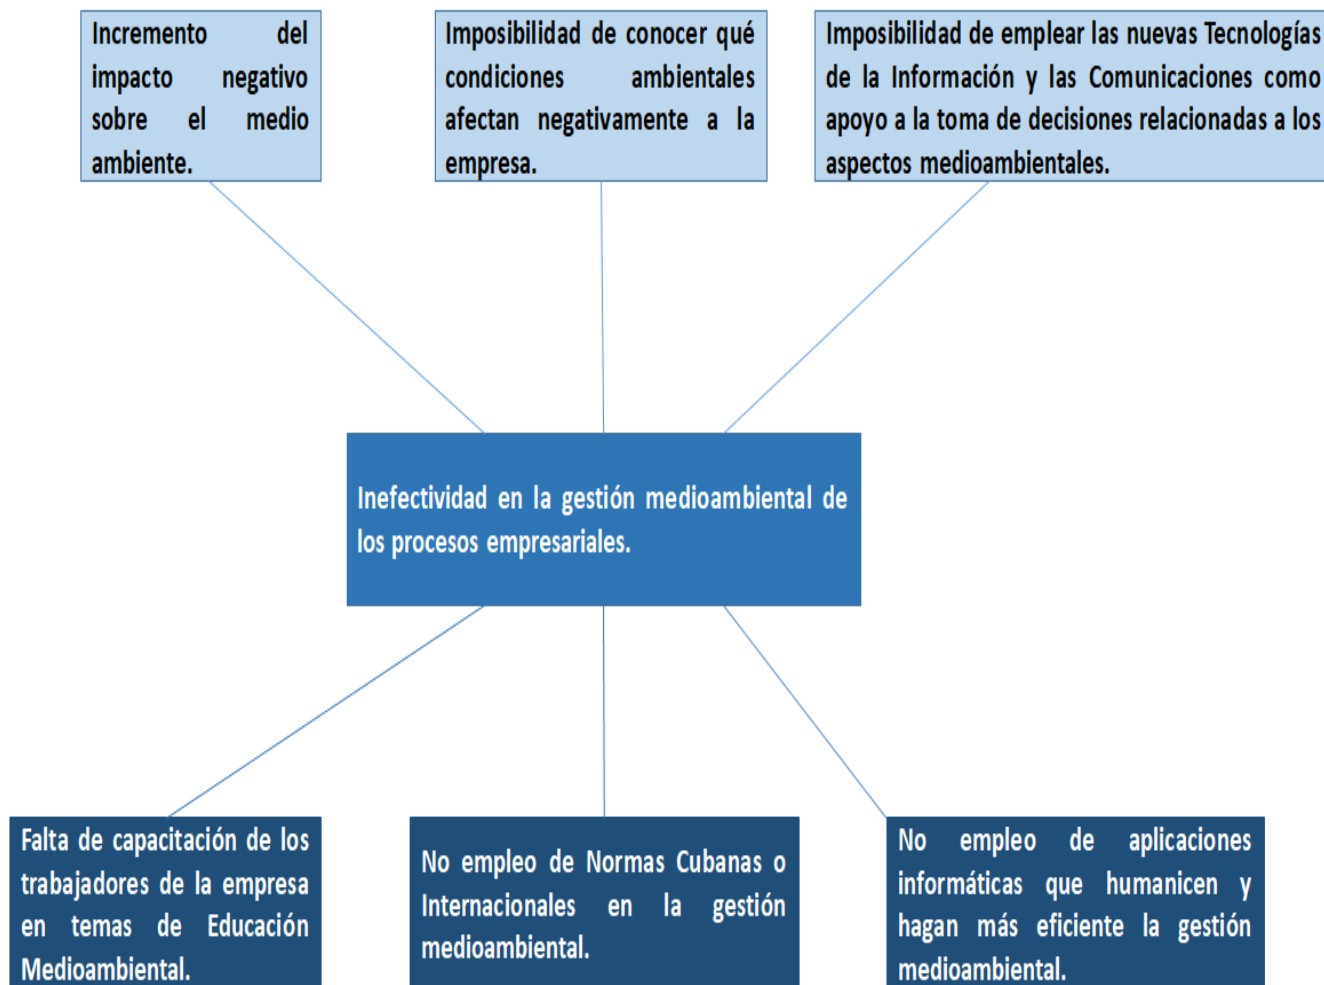 Incremento del
impacto negativo
sobre el medio
ambiente.
Imposibilidad de conocer qué
condiciones ambientales
afectan negativamente a la
empresa.
Imposibilidad de emplear las nuevas Tecnologías
de la Información y las Comunicaciones como
apoyo a la toma de decisiones relacionadas a los
aspectos medioambientales.
Inefectividad en la gestión medioambiental de
los procesos empresariales.
Falta de capacitación de los
trabajadores de la empresa
en temas de Educación
Medioambiental.
No empleo de Normas Cubanas o
Internacionales en la gestión
medioambiental.
No empleo de aplicaciones
informáticas que humanicen y
hagan más eficiente la gestión
medioambiental.